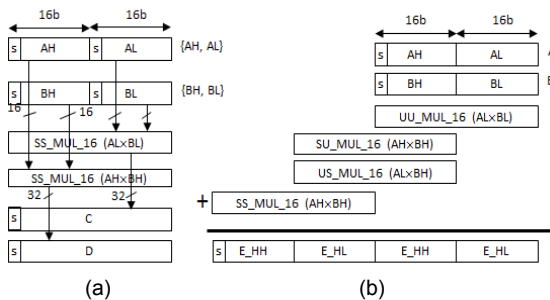 16b 16b
s AH s AL {AH, AL}
s BH s BL {BH, BL}
16 16
SS_MUL_16 (AL×BL)
SS_MUL_16 (AH×BH)
32 32
s C
s D
(a)
16b 16b
s AH AL
s BH BL
UU_MUL_16 (AL×BL)
SU_MUL_16 (AH×BH)
US_MUL_16 (AL×BH)
+ SS_MUL_16 (AH×BH)
s E_HH E_HL E_HH E_HL
(b)